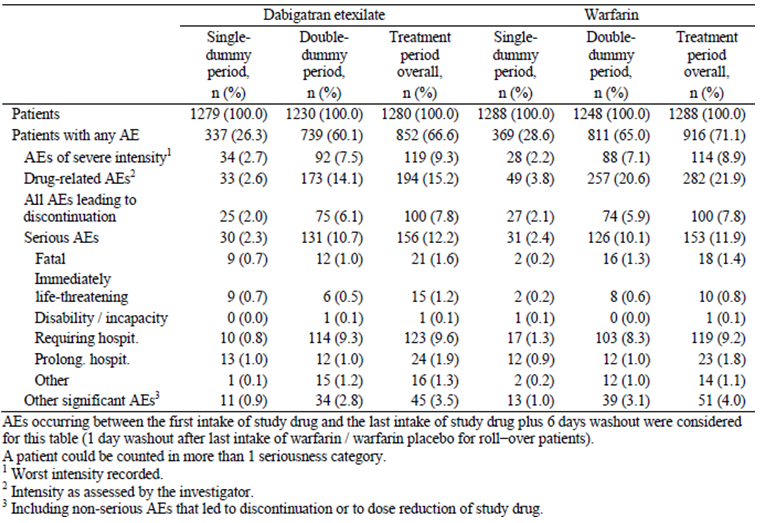 Dabigatran etexilate Warfarin
Single-dummy period, n (%) Double-dummy period, n (%) Treatment period overall, n (%) Single-dummy period, n (%) Double-dummy period, n (%) Treatment period overall, n (%)
Patients 1279 (100.0) 1230 (100.0) 1280 (100.0) 1288 (100.0) 1248 (100.0) 1288 (100.0)
Patients with any AE 337 (26.3) 739 (60.1) 852 (66.6) 369 (28.6) 811 (65.0) 916 (71.1)
AEs of severe intensity¹ 34 (2.7) 92 (7.5) 119 (9.3) 28 (2.2) 88 (7.1) 114 (8.9)
Drug-related AEs² 33 (2.6) 173 (14.1) 194 (15.2) 49 (3.8) 257 (20.6) 282 (21.9)
All AEs leading to
discontinuation 25 (2.0) 75 (6.1) 100 (7.8) 27 (2.1) 74 (5.9) 100 (7.8)
Serious AEs 30 (2.3) 131 (10.7) 156 (12.2) 31 (2.4) 126 (10.1) 153 (11.9)
Fatal 9 (0.7) 12 (1.0) 21 (1.6) 2 (0.2) 16 (1.3) 18 (1.4)
Immediately
life-threatening 9 (0.7) 6 (0.5) 15 (1.2) 2 (0.2) 8 (0.6) 10 (0.8)
Disability / incapacity 0 (0.0) 1 (0.1) 1 (0.1) 1 (0.1) 0 (0.0) 1 (0.1)
Requiring hospit. 10 (0.8) 114 (9.3) 123 (9.6) 17 (1.3) 103 (8.3) 119 (9.2)
Prolong. hospit. 13 (1.0) 12 (1.0) 24 (1.9) 12 (0.9) 12 (1.0) 23 (1.8)
Other 1 (0.1) 15 (1.2) 16 (1.3) 2 (0.2) 12 (1.0) 14 (1.1)
Other significant AEs³ 11 (0.9) 34 (2.8) 45 (3.5) 13 (1.0) 39 (3.1) 51 (4.0)
AEs occurring between the first intake of study drug and the last intake of study drug plus 6 days washout were considered
for this table (1 day washout after last intake of warfarin / warfarin placebo for roll−over patients).
A patient could be counted in more than 1 seriousness category.
¹ Worst intensity recorded.
² Intensity as assessed by the investigator.
³ Including non-serious AEs that led to discontinuation or to dose reduction of study drug.